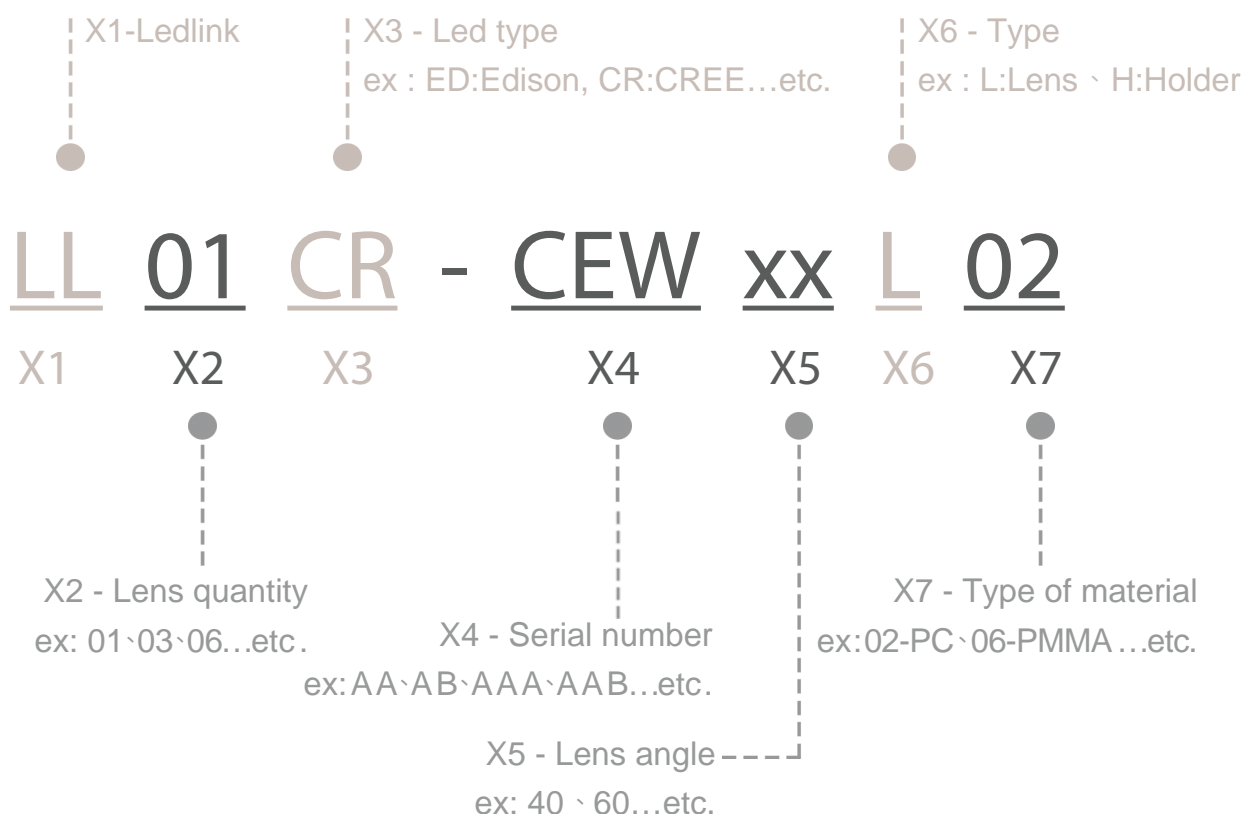 X1-Ledlink
X3 - Led type
ex : ED:Edison, CR:CREE...etc.
X6 - Type
ex : L:Lens、H:Holder
LL 01 CR - CEW xx L 02
X1 X2 X3 X4 X5 X6 X7
X2 - Lens quantity
ex: 01、03、06...etc.
X4 - Serial number
ex:AA、AB、AAA、AAB...etc.
X5 - Lens angle
ex: 40 、60...etc.
X7 - Type of material
ex:02-PC、06-PMMA ...etc.